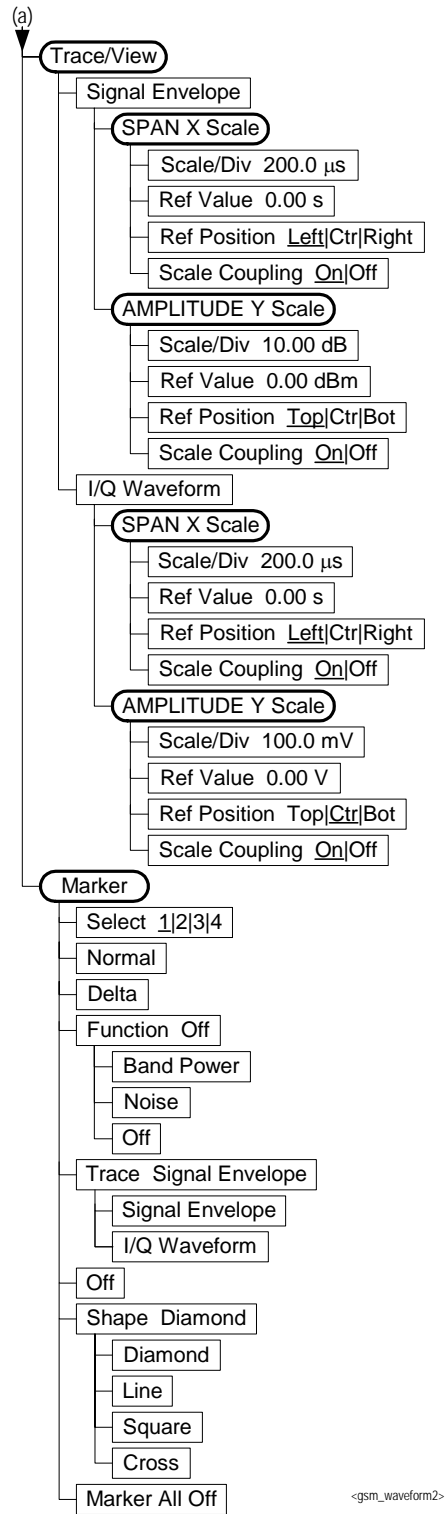 (a)
Trace/View
Signal Envelope
SPAN X Scale
Scale/Div 200.0 µs
Ref Value 0.00 s
Ref Position Left|Ctr|Right
Scale Coupling On|Off
AMPLITUDE Y Scale
Scale/Div 10.00 dB
Ref Value 0.00 dBm
Ref Position Top|Ctr|Bot
Scale Coupling On|Off
I/Q Waveform
SPAN X Scale
Scale/Div 200.0 µs
Ref Value 0.00 s
Ref Position Left|Ctr|Right
Scale Coupling On|Off
AMPLITUDE Y Scale
Scale/Div 100.0 mV
Ref Value 0.00 V
Ref Position Top|Ctr|Bot
Scale Coupling On|Off
Marker
Select 1|2|3|4
Normal
Delta
Function Off
Band Power
Noise
Off
Trace Signal Envelope
Signal Envelope
I/Q Waveform
Off
Shape Diamond
Diamond
Line
Square
Cross
Marker All Off
<gsm_waveform2>